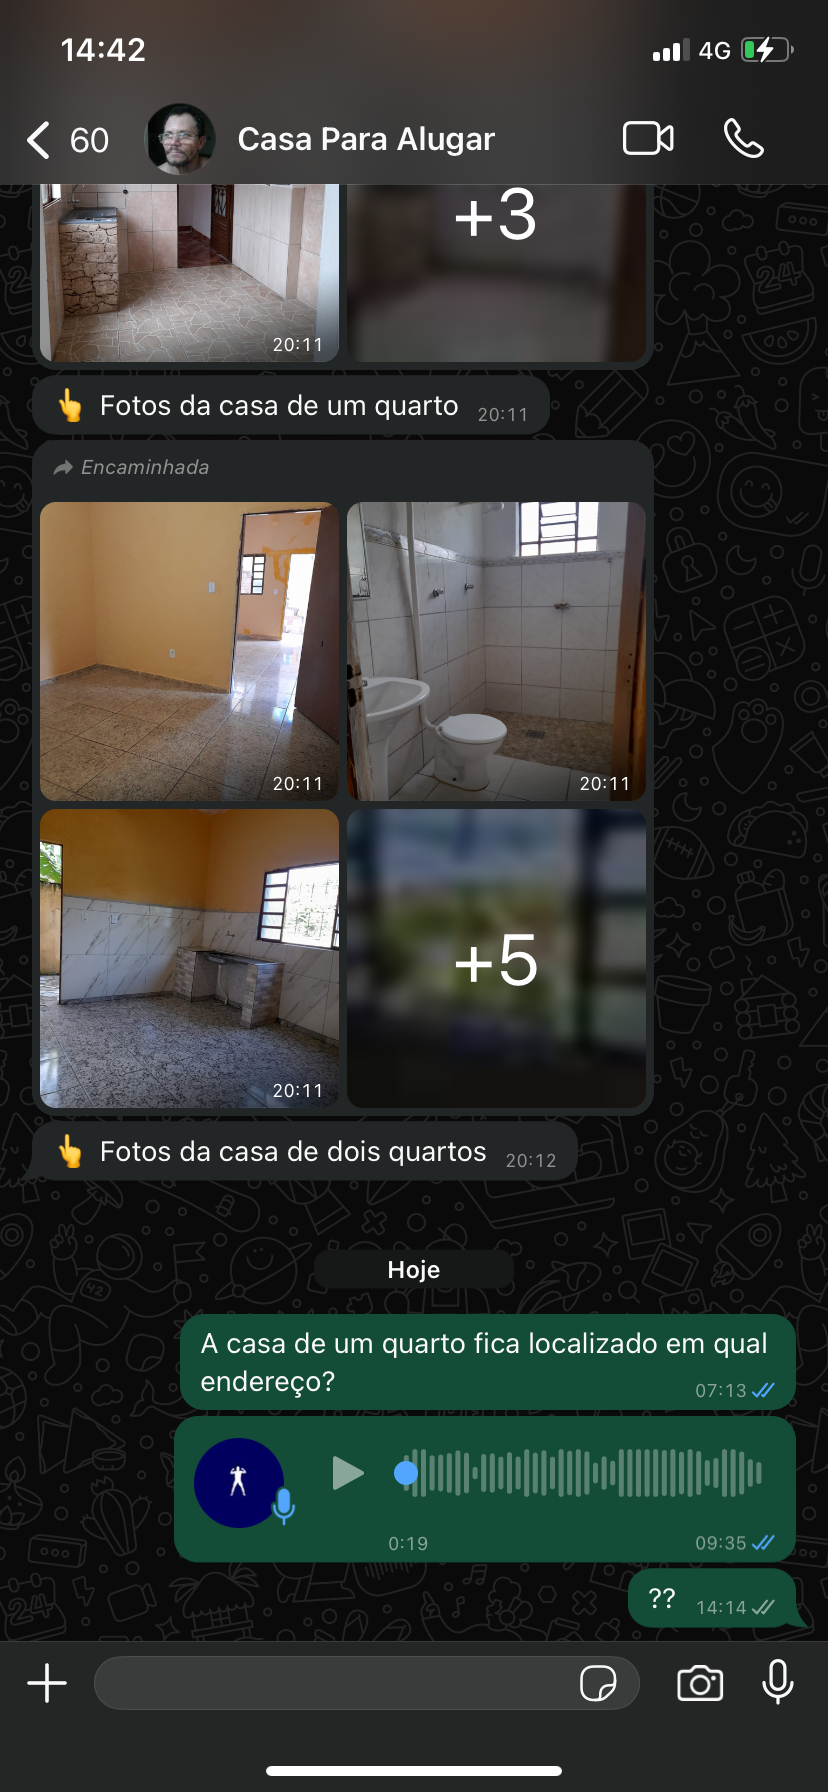 14:42
4G
60
Casa Para Alugar
+3
20:11
👆 Fotos da casa de um quarto 20:11
Encaminhada
20:11
20:11
20:11
+5
👆 Fotos da casa de dois quartos 20:12
Hoje
A casa de um quarto fica localizado em qual
endereço?
07:13
0:19
09:35
?? 14:14